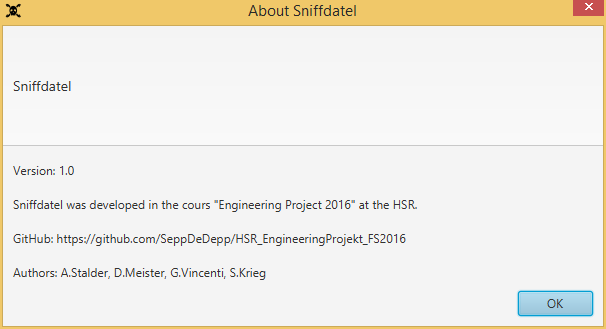 About Sniffdatel
Sniffdatel
Version: 1.0
Sniffdatel was developed in the cours "Engineering Project 2016" at the HSR.
GitHub: https://github.com/SeppDeDepp/HSR_EngineeringProjekt_FS2016
Authors: A.Stalder, D.Meister, G.Vincenti, S.Krieg
OK